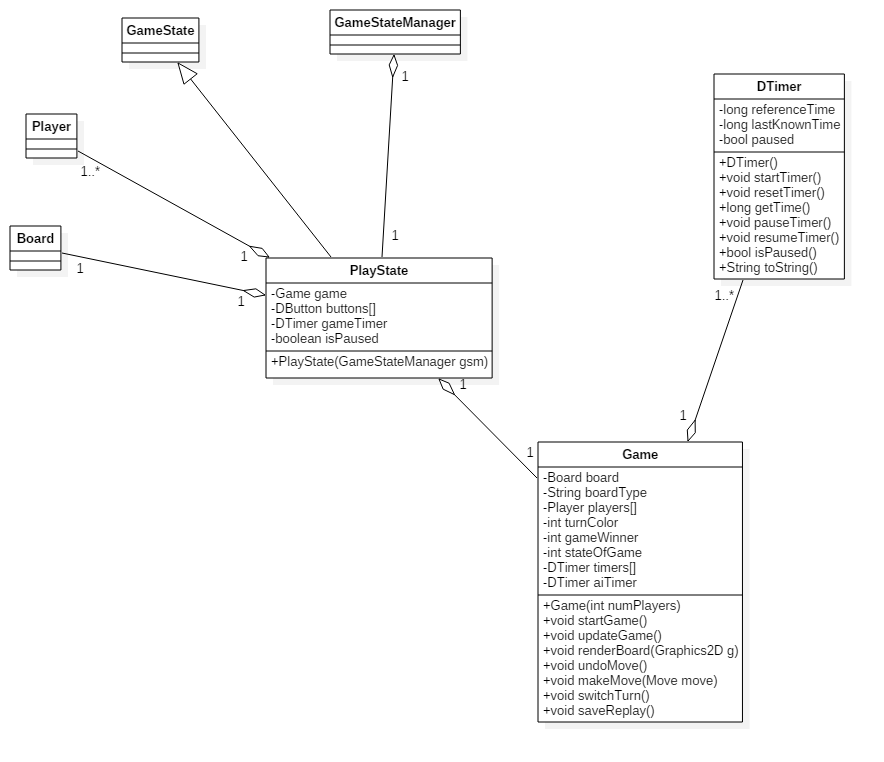 GameState
GameStateManager
1
Player
1..*
Board
1
1
1
1
PlayState
-Game game
-DButton buttons[]
-DTimer gameTimer
-boolean isPaused
+PlayState(GameStateManager gsm)
1
1
DTimer
-long referenceTime
-long lastKnownTime
-bool paused
+DTimer()
+void startTimer()
+void resetTimer()
+long getTime()
+void pauseTimer()
+void resumeTimer()
+bool isPaused()
+String toString()
1..*
1
Game
-Board board
-String boardType
-Player players[]
-int turnColor
-int gameWinner
-int stateOfGame
-DTimer timers[]
-DTimer aiTimer
+Game(int numPlayers)
+void startGame()
+void updateGame()
+void renderBoard(Graphics2D g)
+void undoMove()
+void makeMove(Move move)
+void switchTurn()
+void saveReplay()